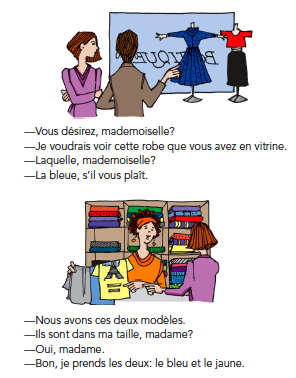 —Vous désirez, mademoiselle?
—Je voudrais voir cette robe que vous avez en vitrine.
—Laquelle, mademoiselle?
—La bleue, s'il vous plaît.
—Nous avons ces deux modèles.
—Ils sont dans ma taille, madame?
—Oui, madame.
—Bon, je prends les deux: le bleu et le jaune.